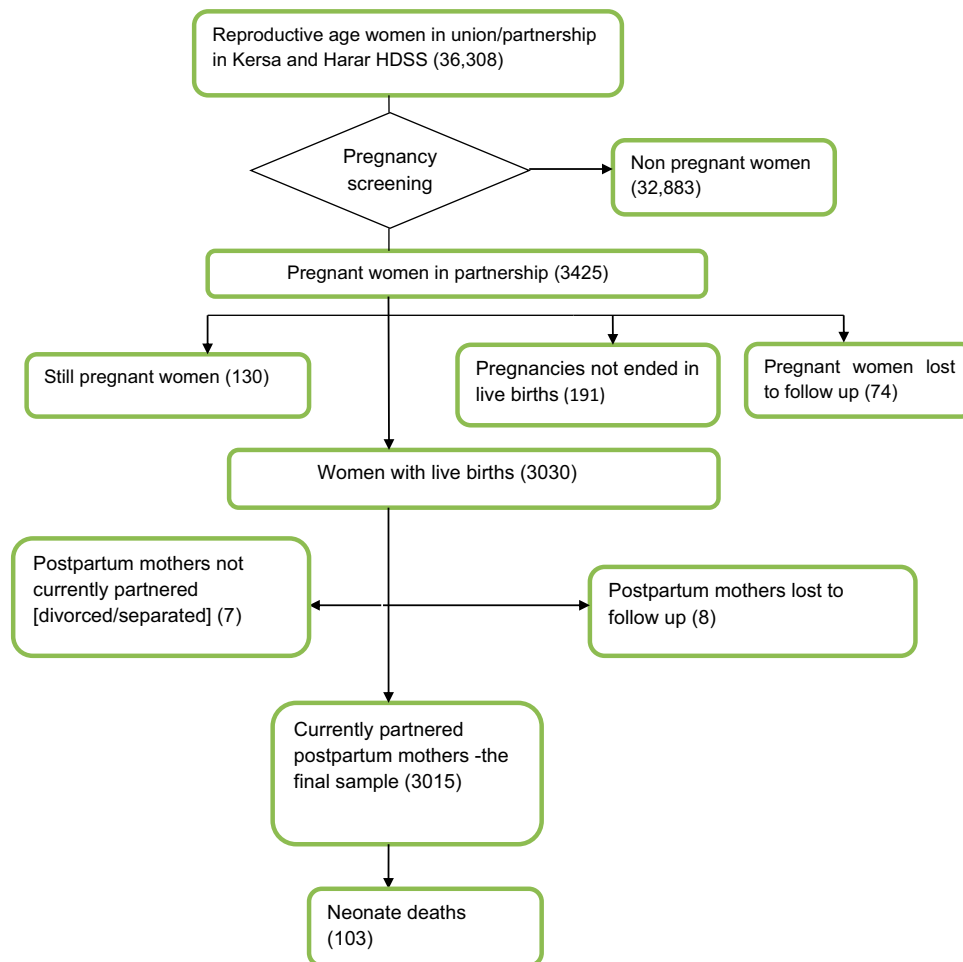 Reproductive age women in union/partnership
in Kersa and Harar HDSS (36,308)
Pregnancy
screening
Non pregnant women
(32,883)
Pregnant women in partnership (3425)
Still pregnant women (130)
Pregnancies not ended in
live births (191)
Pregnant women lost
to follow up (74)
Women with live births (3030)
Postpartum mothers not
currently partnered
[divorced/separated] (7)
Postpartum mothers lost to
follow up (8)
Currently partnered
postpartum mothers -the
final sample (3015)
Neonate deaths
(103)